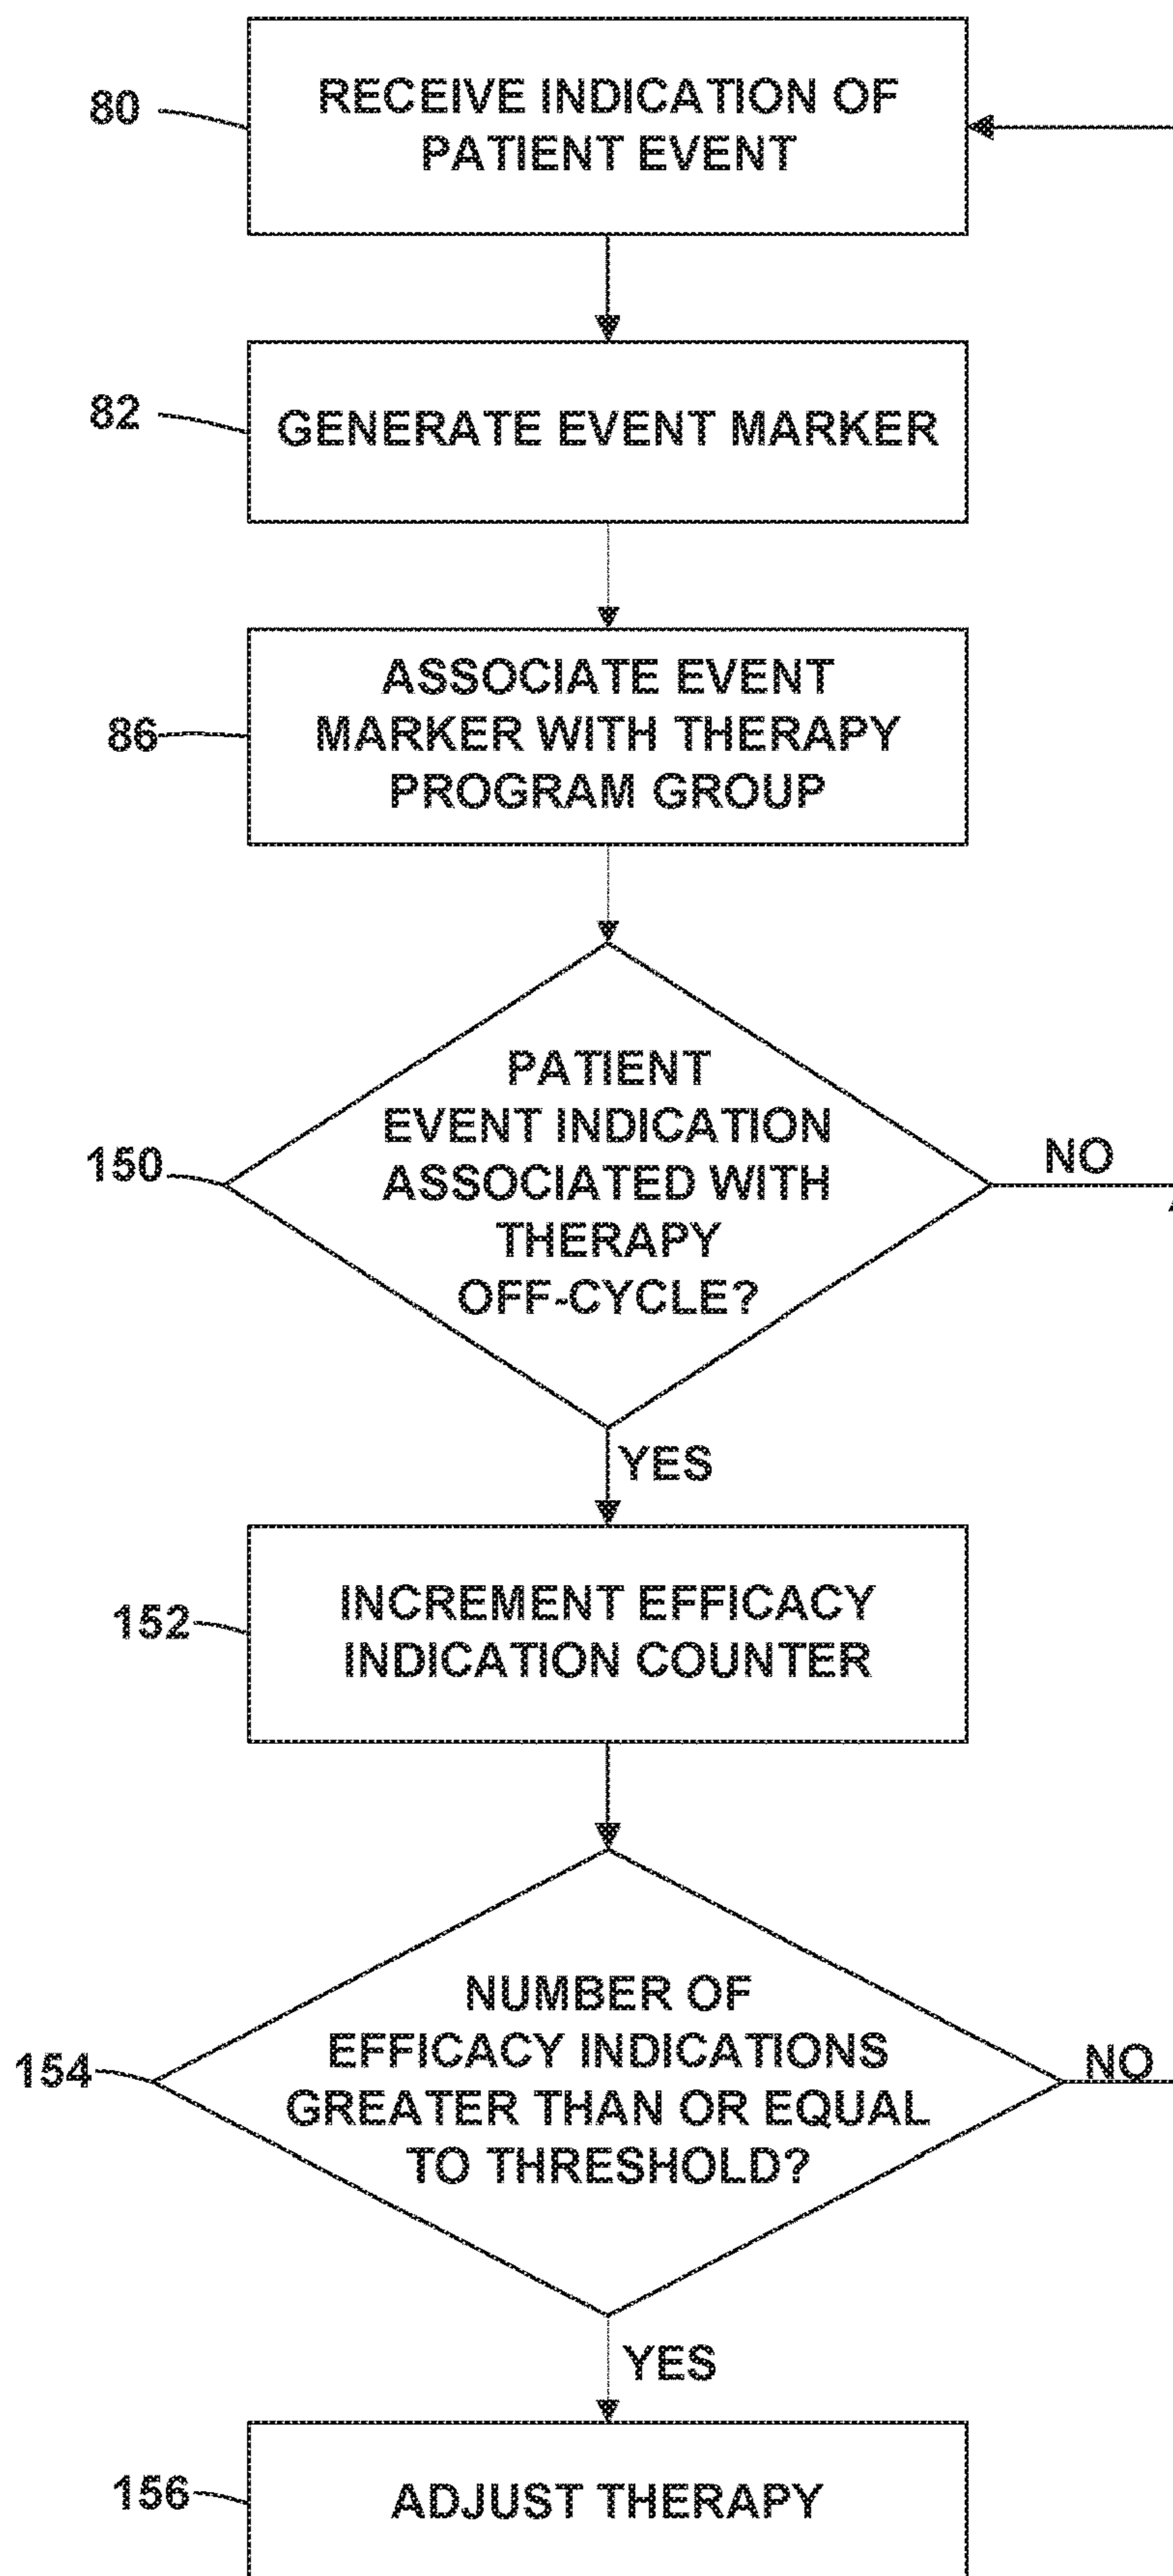 80
RECEIVE INDICATION OF
PATIENT EVENT
82
GENERATE EVENT MARKER
86
ASSOCIATE EVENT
MARKER WITH THERAPY
PROGRAM GROUP
150
PATIENT
EVENT INDICATION
ASSOCIATED WITH
THERAPY
OFF-CYCLE?
NO
YES
152
INCREMENT EFFICACY
INDICATION COUNTER
154
NUMBER OF
EFFICACY INDICATIONS
GREATER THAN OR EQUAL
TO THRESHOLD?
NO
YES
156
ADJUST THERAPY